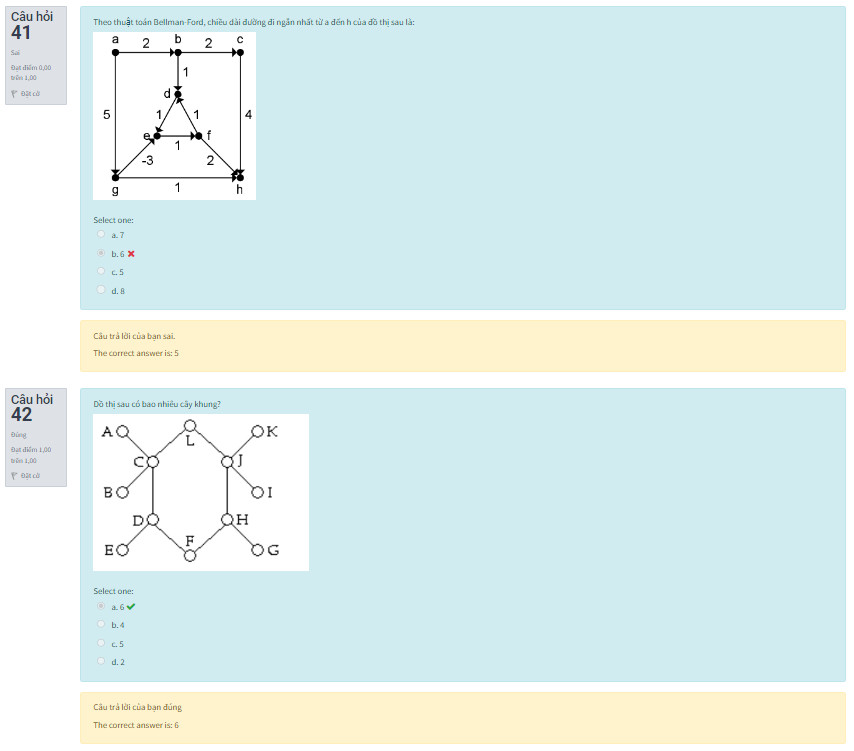 Câu hỏi
41
Sai
Đạt điểm 0,00
trên 1,00
Đặt cờ
Theo thuật toán Bellman-Ford, chiều dài đường đi ngắn nhất từ a đến h của đồ thị sau là:
a 2 b 2 c
1
d
5 1 1 4
e f
1
-3 2
1
g h
Select one:
a. 7
b. 6
c. 5
d. 8
Câu trả lời của bạn sai.
The correct answer is: 5
Câu hỏi
42
Đúng
Đạt điểm 1,00
trên 1,00
Đặt cờ
Đồ thị sau có bao nhiêu cây khung?
A K
L
C J
B I
D H
F
E G
Select one:
a. 6
b. 4
c. 5
d. 2
Câu trả lời của bạn đúng
The correct answer is: 6